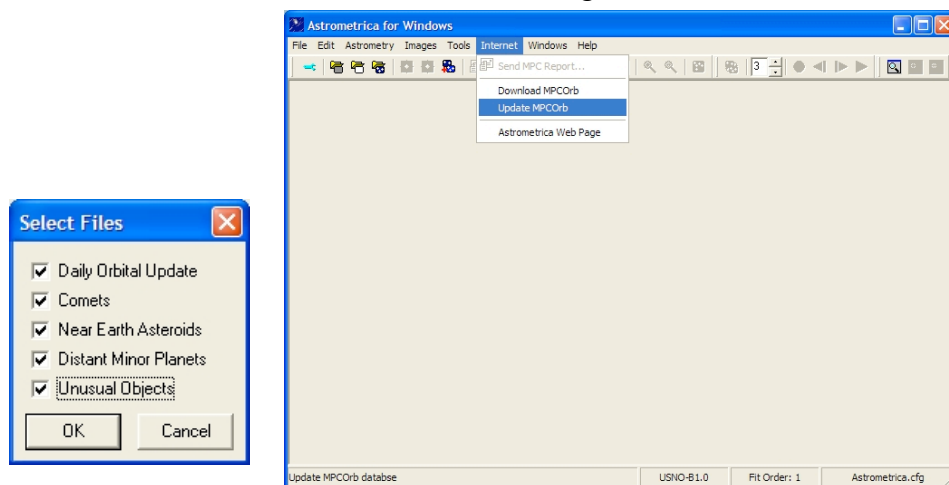 Astrometrica for Windows
File Edit Astrometry Images Tools Internet Windows Help
Send MPC Report...
3
Download MPCOrb
Update MPCOrb
Astrometrica Web Page
Select Files
Daily Orbital Update
Comets
Near Earth Asteroids
Distant Minor Planets
Unusual Objects
OK Cancel
Update MPCOrb databse USNO-B1.0 Fit Order: 1 Astrometrica.cfg